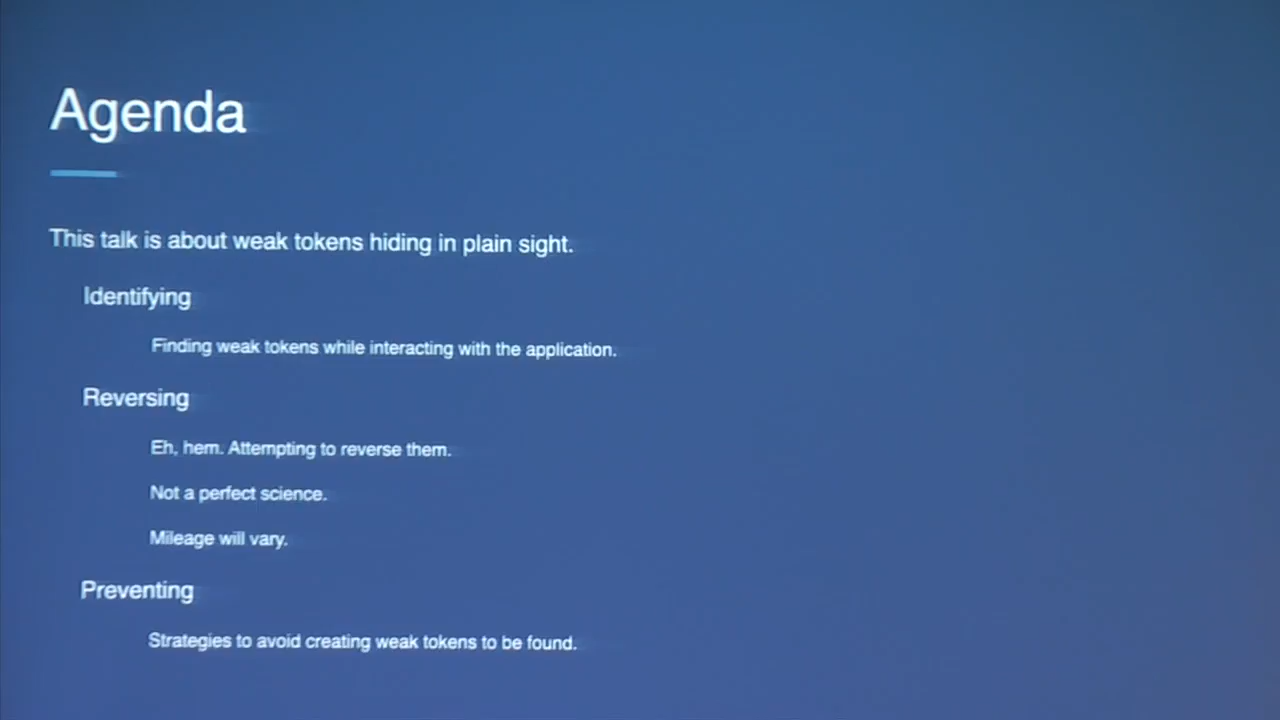 Agenda
This talk is about weak tokens hiding in plain sight.
Identifying
Finding weak tokens while interacting with the application.
Reversing
Eh, hem. Attempting to reverse them.
Not a perfect science.
Mileage will vary.
Preventing
Strategies to avoid creating weak tokens to be found.